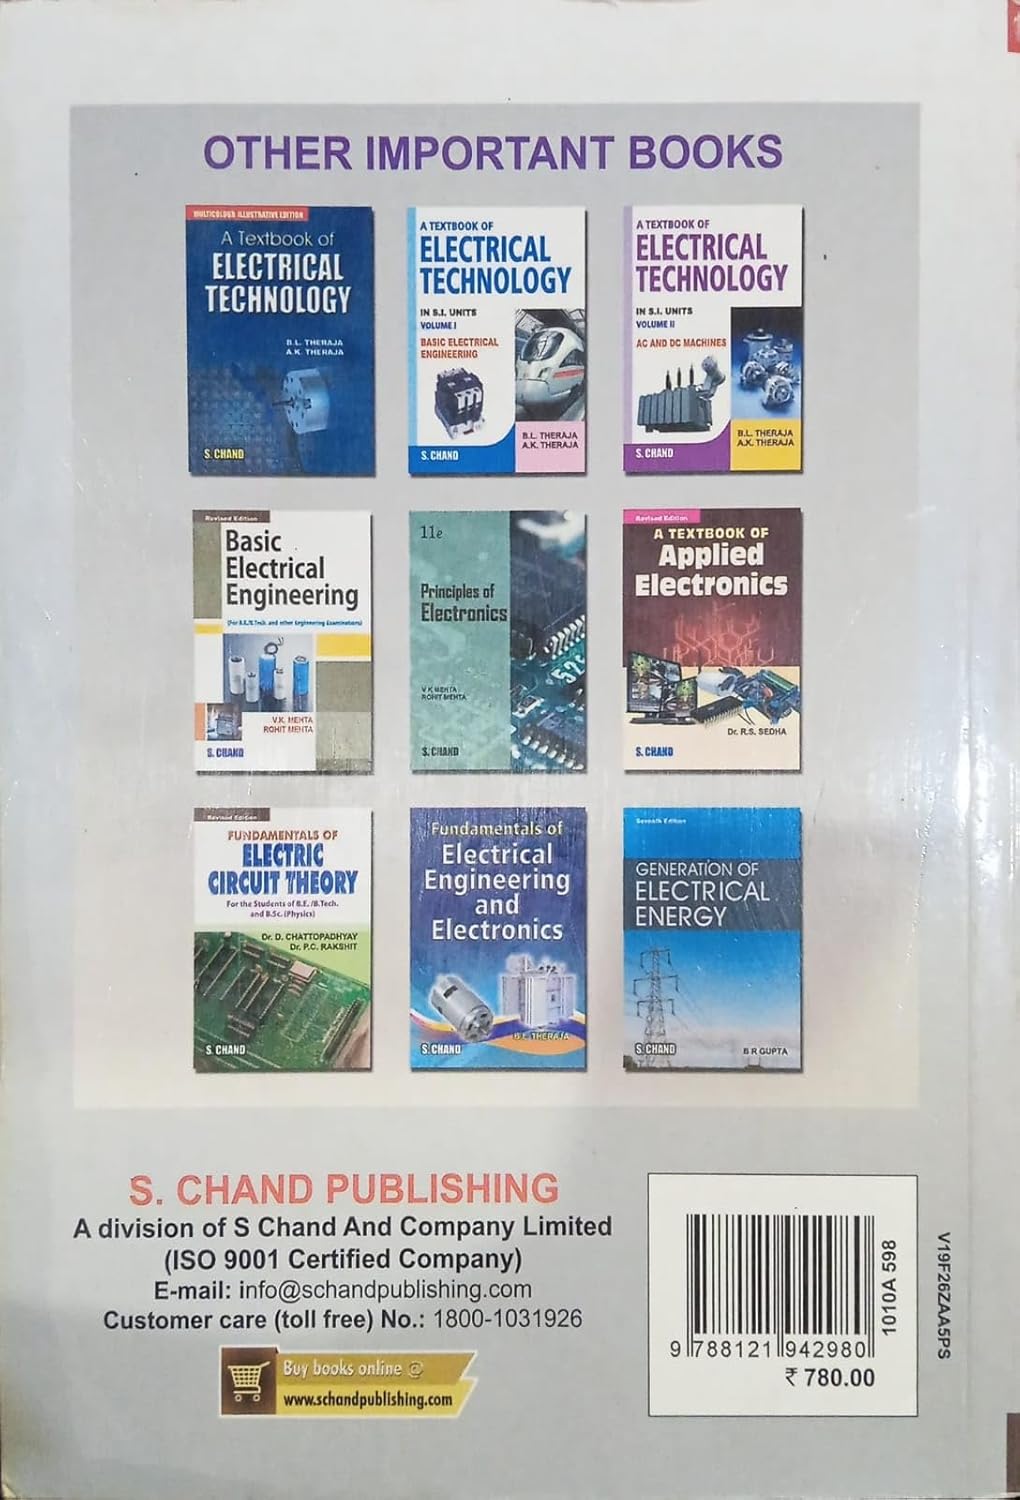 OTHER IMPORTANT BOOKS
MULTICOLOUR ILLUSTRATIVE EDITION
A Textbook of
ELECTRICAL
TECHNOLOGY
B.L. THERAJA
A.K. THERAJA
S. CHAND
A TEXTBOOK OF
ELECTRICAL
TECHNOLOGY
IN S.I. UNITS
VOLUME I
BASIC ELECTRICAL
ENGINEERING
B.L. THERAJA
A.K. THERAJA
S. CHAND
A TEXTBOOK OF
ELECTRICAL
TECHNOLOGY
IN S.I. UNITS
VOLUME II
AC AND DC MACHINES
B.L. THERAJA
A.K. THERAJA
S. CHAND
Revised Edition
Basic
Electrical
Engineering
(For B.E./B.Tech. and other Engineering Examinations)
V.K. MEHTA
ROHIT MEHTA
S. CHAND
11e
Principles of
Electronics
V.K MEHTA
ROHIT MEHTA
S. CHAND
Revised Edition
A TEXTBOOK OF
Applied
Electronics
Dr. R.S. SEDHA
S. CHAND
Revised Edition
FUNDAMENTALS OF
ELECTRIC
CIRCUIT THEORY
For the Students of B.E. /B.Tech.
and B.Sc. (Physics)
Dr. D. CHATTOPADHYAY
Dr. P.C. RAKSHIT
S. CHAND
Fundamentals of
Electrical
Engineering
and
Electronics
B.L. THERAJA
S. CHAND
Seventh Edition
GENERATION OF
ELECTRICAL
ENERGY
S. CHAND
B R GUPTA
S. CHAND PUBLISHING
A division of S Chand And Company Limited
(ISO 9001 Certified Company)
E-mail: info@schandpublishing.com
Customer care (toll free) No.: 1800-1031926
Buy books online @
www.schandpublishing.com
9 788121 942980
₹ 780.00
1010A 598
V19F26ZAA5PS